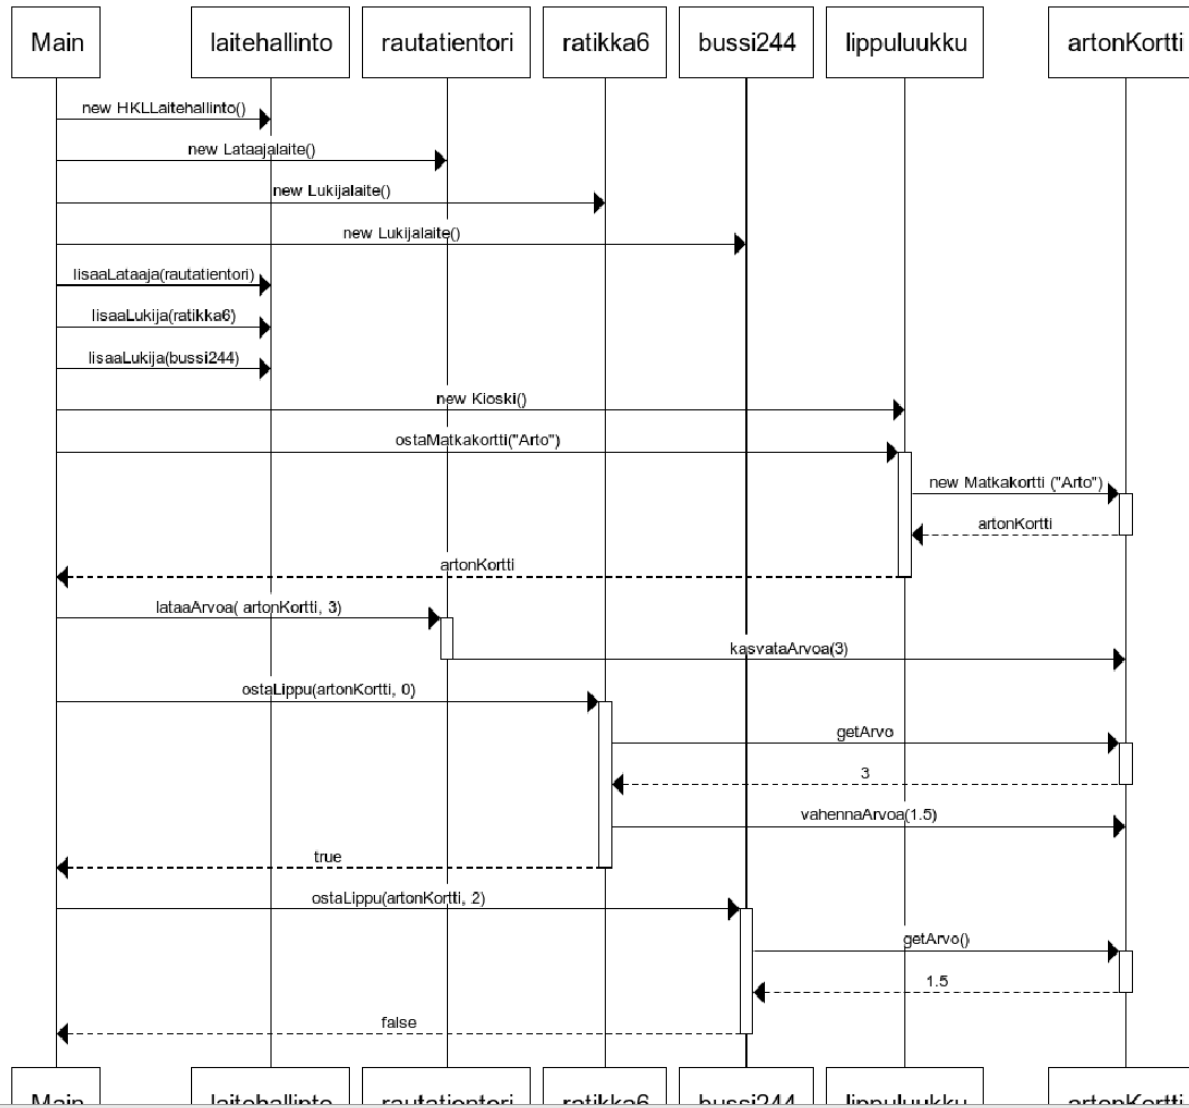 Main laitehallinto rautatientori ratikka6 bussi244 lippuluukku artonKortti
new HKLLaitehallinto()
new Lataajalaite()
new Lukijalaite()
new Lukijalaite()
lisaaLataaja(rautatientori)
lisaaLukija(ratikka6)
lisaaLukija(bussi244)
new Kioski()
ostaMatkakortti("Arto")
new Matkakortti ("Arto")
artonKortti
artonKortti
lataaArvoa( artonKortti, 3)
kasvataArvoa(3)
ostaLippu(artonKortti, 0)
getArvo
3
vahennaArvoa(1.5)
true
ostaLippu(artonKortti, 2)
getArvo()
1.5
false
Main laitehallinto rautatientori ratikka6 bussi244 lippuluukku artonKortti